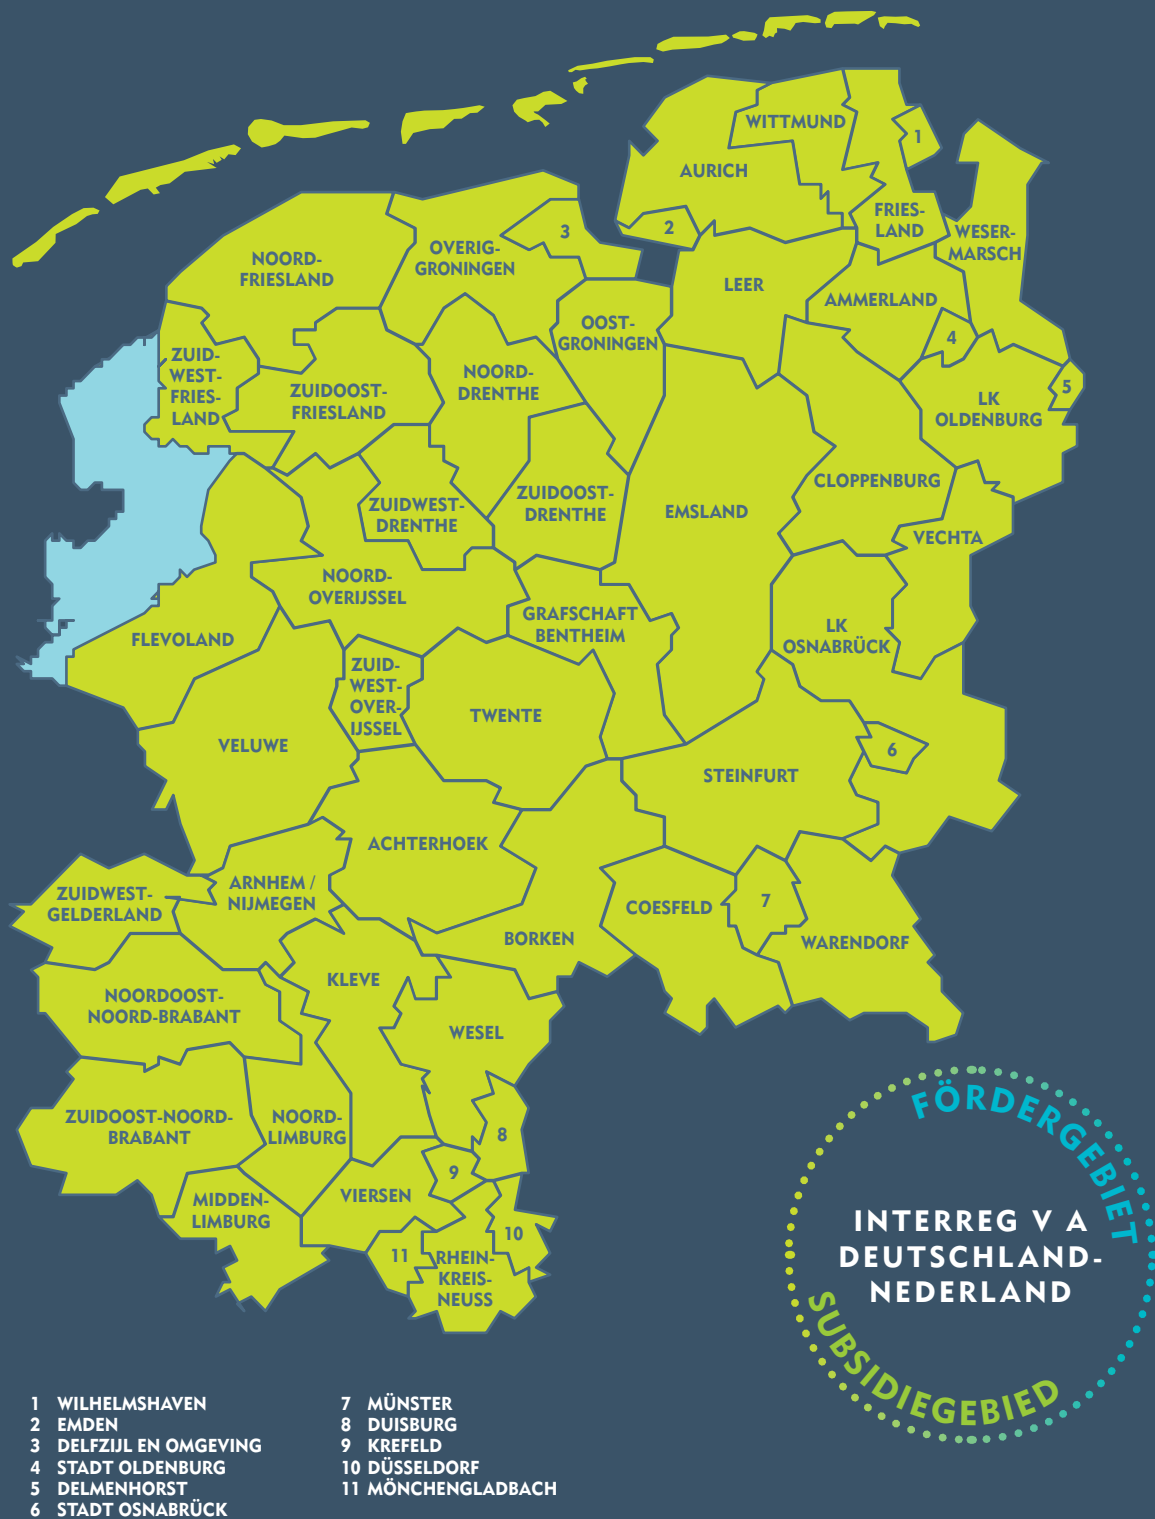 WITTMUND
1
AURICH
2
FRIES-
LAND
WESER-
MARSCH
3
OVERIG-
GRONINGEN
NOORD-
FRIESLAND
LEER
AMMERLAND
4
OOST-
GRONINGEN
ZUID-
WEST-
FRIES-
LAND
NOORD-
DRENTHE
ZUIDOOST-
FRIESLAND
5
LK
OLDENBURG
CLOPPENBURG
ZUIDWEST-
DRENTHE
ZUIDOOST-
DRENTHE
EMSLAND
VECHTA
NOORD-
OVERIJSSEL
GRAFSCHAFT
BENTHEIM
FLEVOLAND
LK
OSNABRÜCK
ZUID-
WEST-
OVER-
IJSSEL
TWENTE
VELUWE
6
STEINFURT
ACHTERHOEK
ARNHEM /
NIJMEGEN
ZUIDWEST-
GELDERLAND
COESFELD
7
BORKEN
WARENDORF
KLEVE
NOORDOOST-
NOORD-BRABANT
WESEL
ZUIDOOST-NOORD-
BRABANT
NOORD-
LIMBURG
8
9
VIERSEN
MIDDEN-
LIMBURG
10
11
RHEIN-
KREIS-
NEUSS
FÖRDERGEBIET
INTERREG V A
DEUTSCHLAND-
NEDERLAND
SUBSIDIEGEBIED
1 WILHELMSHAVEN
2 EMDEN
3 DELFZIJL EN OMGEVING
4 STADT OLDENBURG
5 DELMENHORST
6 STADT OSNABRÜCK
7 MÜNSTER
8 DUISBURG
9 KREFELD
10 DÜSSELDORF
11 MÖNCHENGLADBACH